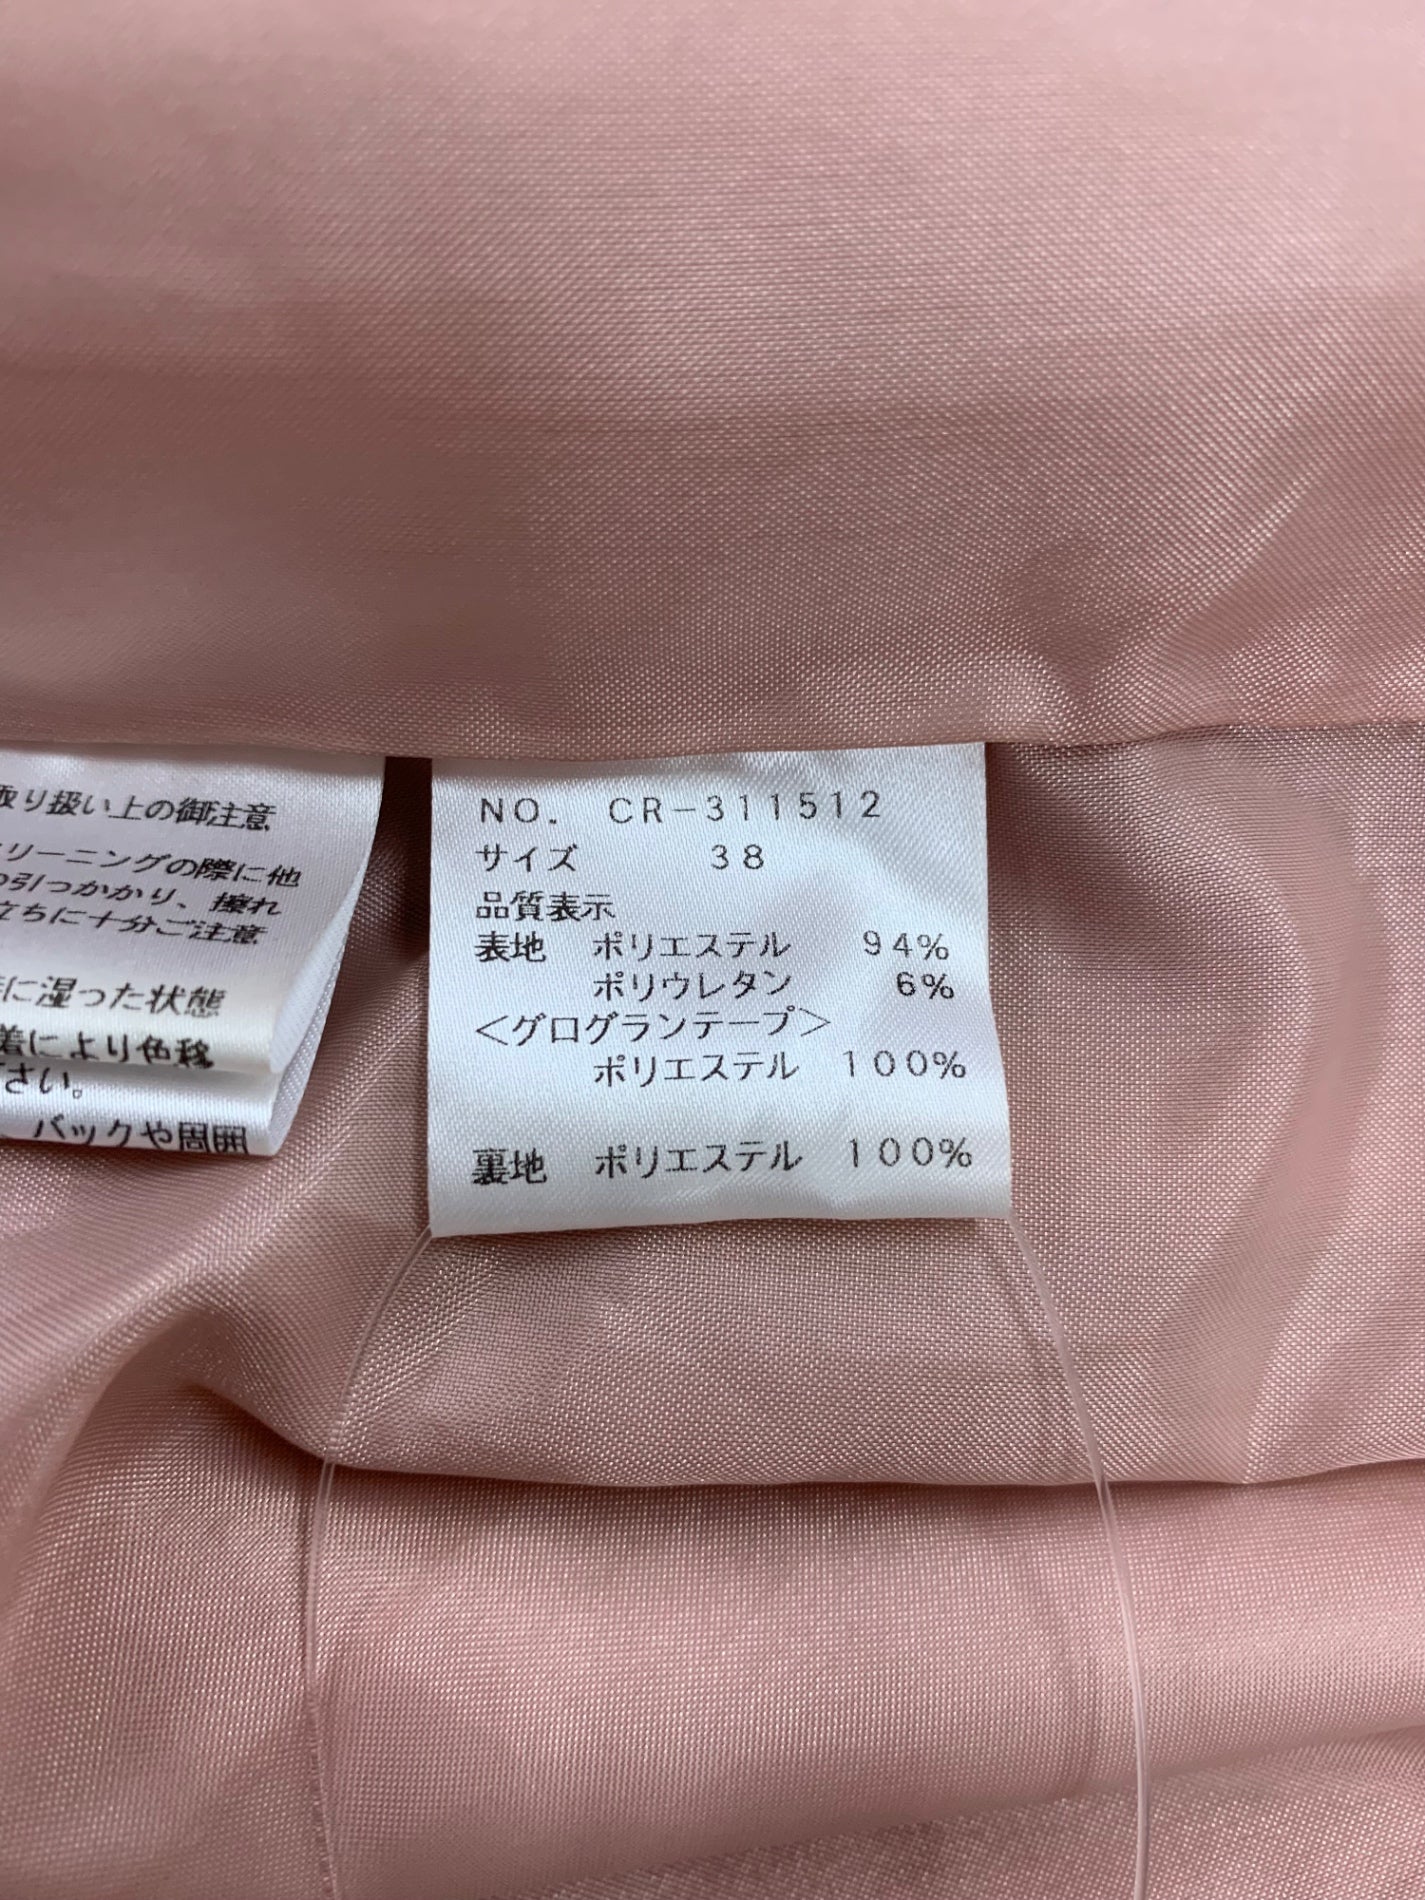 取り扱い上の御注意
リーニングの際に他
引っかかり、擦れ
立ちに十分ご注意
に湿った状態
着により色移
さい。
バックや周囲
NO. CR-311512
サイズ 38
品質表示
表地 ポリエステル 94%
ポリウレタン 6%
<グログランテープ>
ポリエステル 100%
裏地 ポリエステル 100%